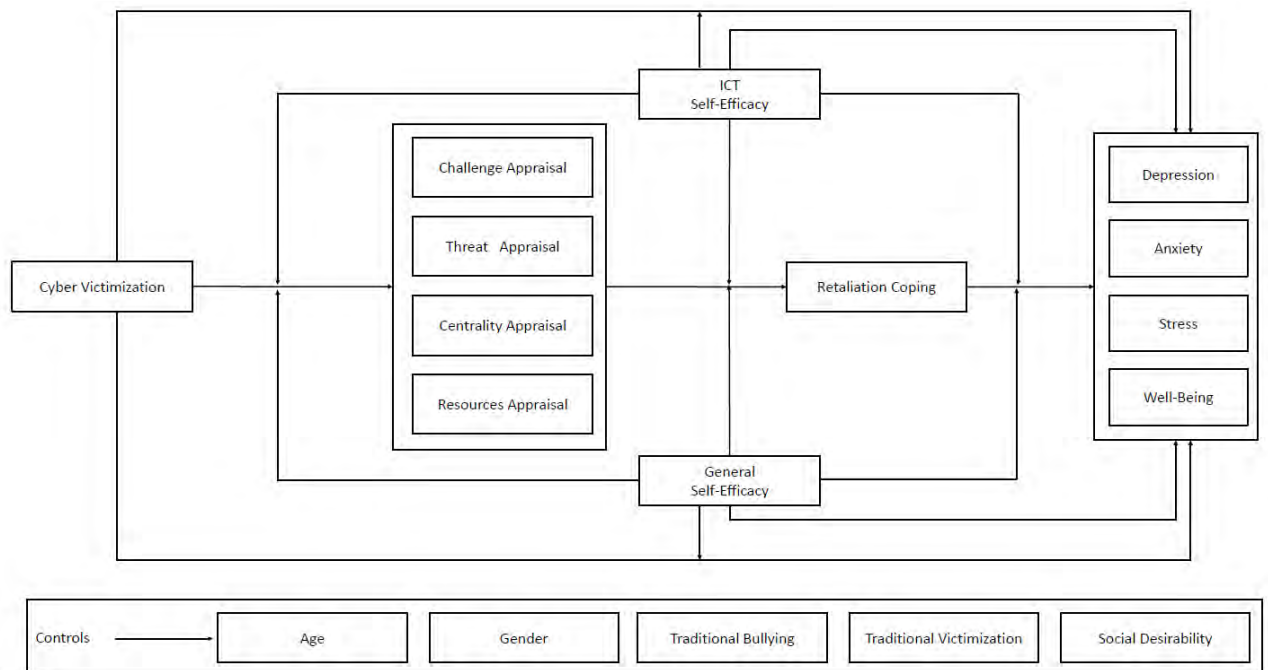 ICT
Self-Efficacy
Challenge Appraisal
Threat Appraisal
Centrality Appraisal
Resources Appraisal
Cyber Victimization
Retaliation Coping
Depression
Anxiety
Stress
Well-Being
General
Self-Efficacy
Controls
Age
Gender
Traditional Bullying
Traditional Victimization
Social Desirability